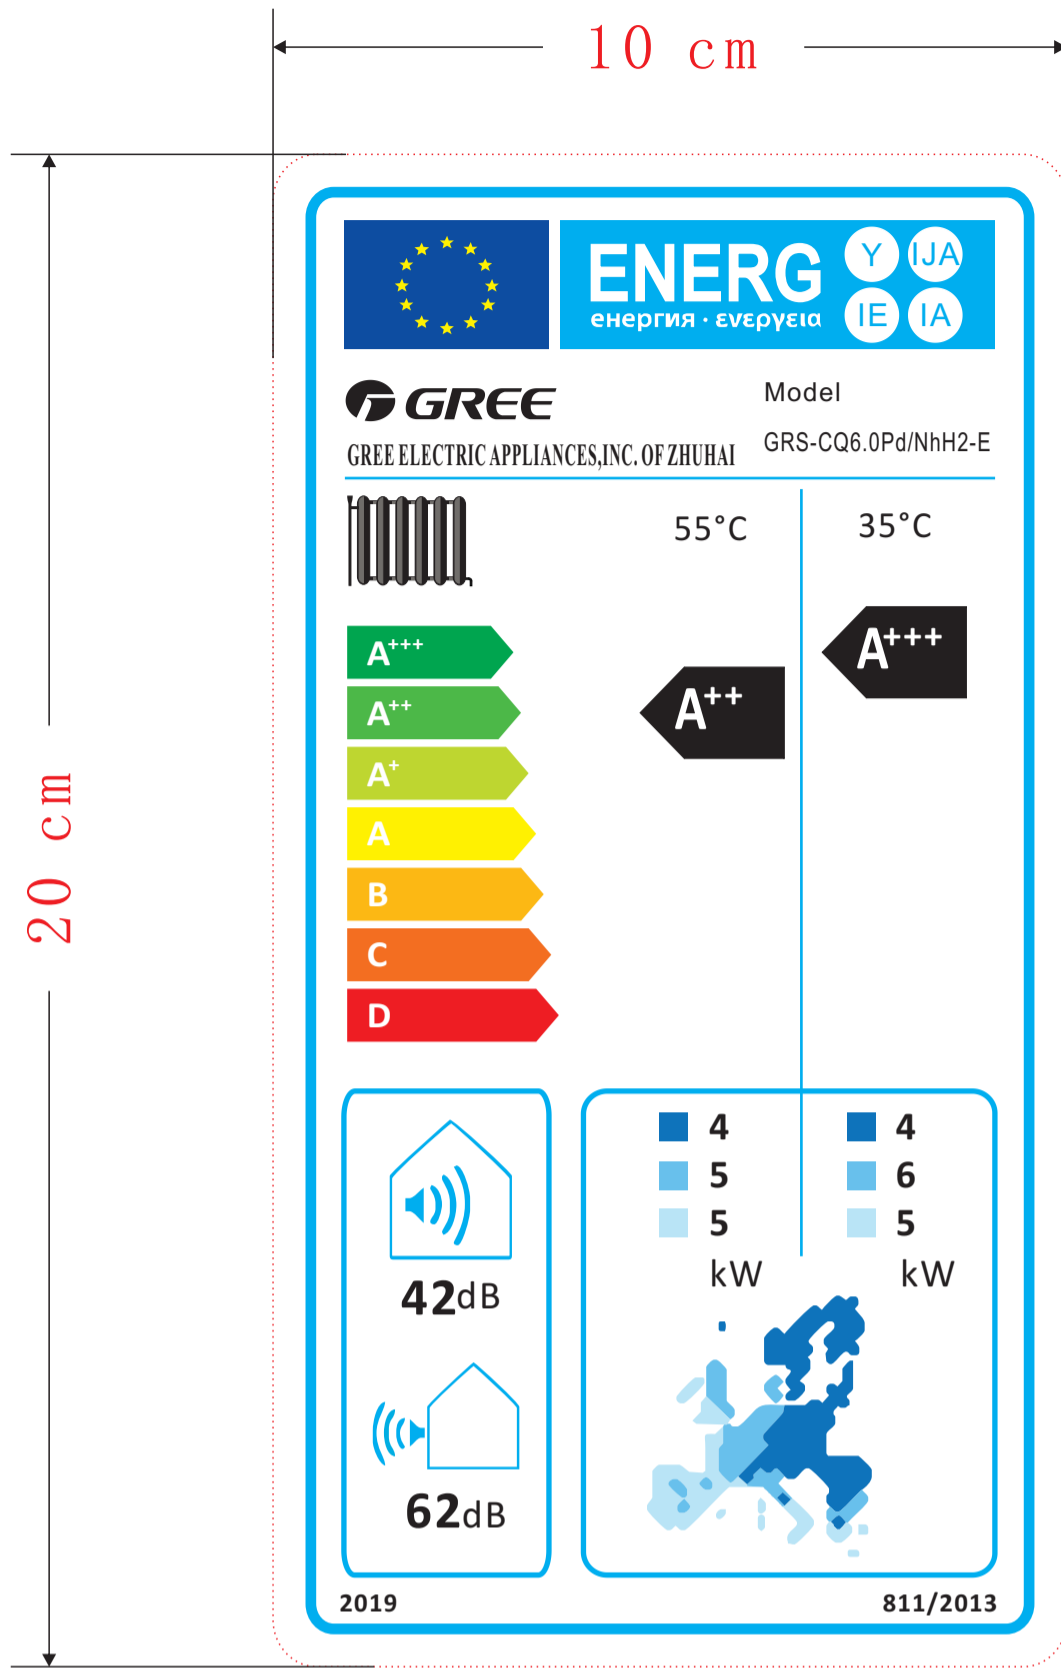 10 cm
20 cm
ENERG
енергия · ενεργεια
Y
IJA
IE
IA
GREE
GREE ELECTRIC APPLIANCES,INC. OF ZHUHAI
Model
GRS-CQ6.0Pd/NhH2-E
55°C
35°C
A+++
A++
A+
A
B
C
D
A++
A+++
42dB
62dB
4
5
5
kW
4
6
5
kW
2019
811/2013